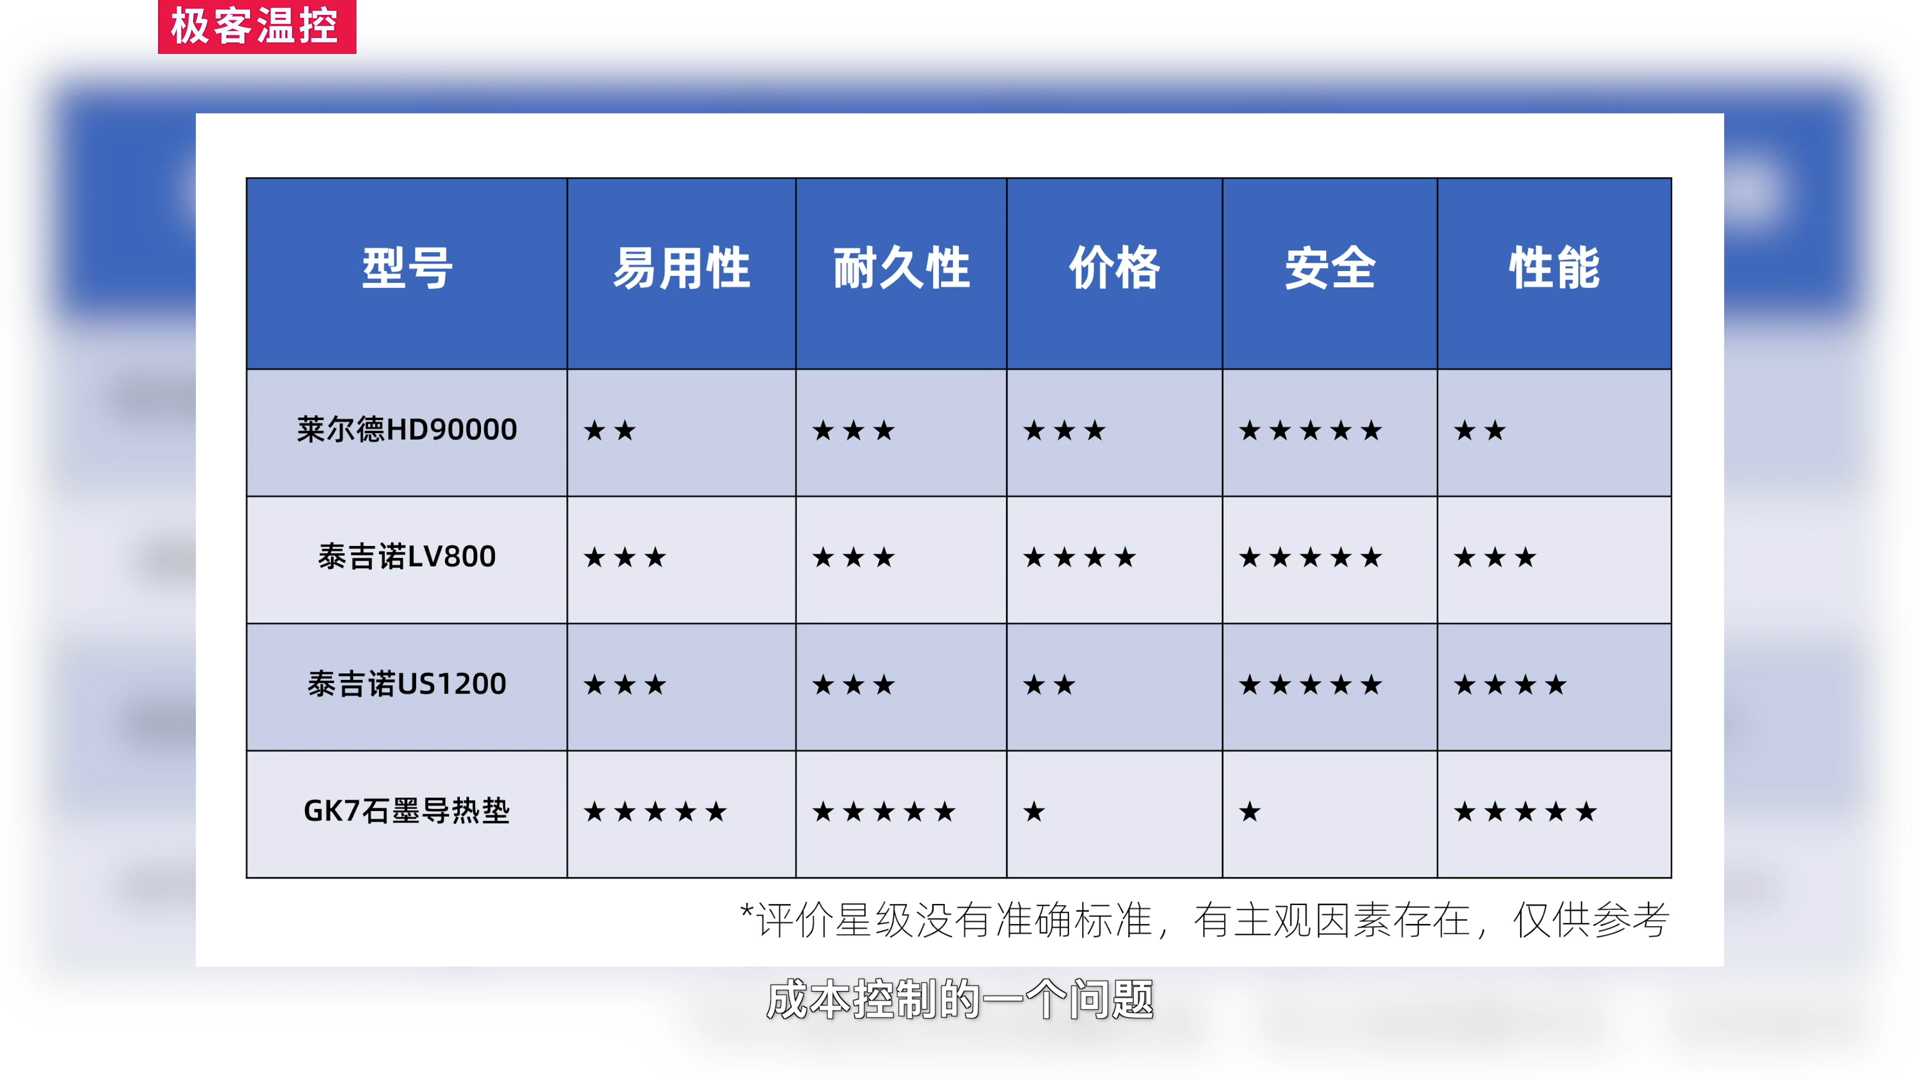 极客温控
型号 易用性 耐久性 价格 安全 性能
莱尔德HD90000 ★★ ★★★ ★★★ ★★★★★ ★★
泰吉诺LV800 ★★★ ★★★ ★★★★ ★★★★★ ★★★
泰吉诺US1200 ★★★ ★★★ ★★ ★★★★★ ★★★★
GK7石墨导热垫 ★★★★★ ★★★★★ ★ ★ ★★★★★
*评价星级没有准确标准，有主观因素存在，仅供参考
成本控制的一个问题